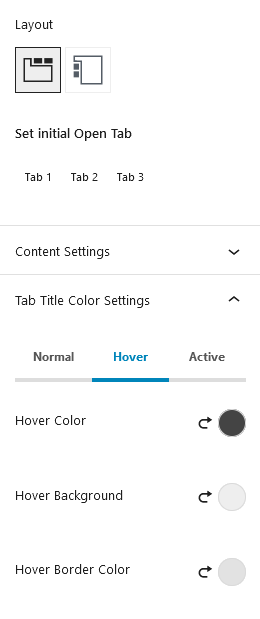 Layout
Set initial Open Tab
Tab 1 Tab 2 Tab 3
Content Settings
Tab Title Color Settings
Normal Hover Active
Hover Color
Hover Background
Hover Border Color